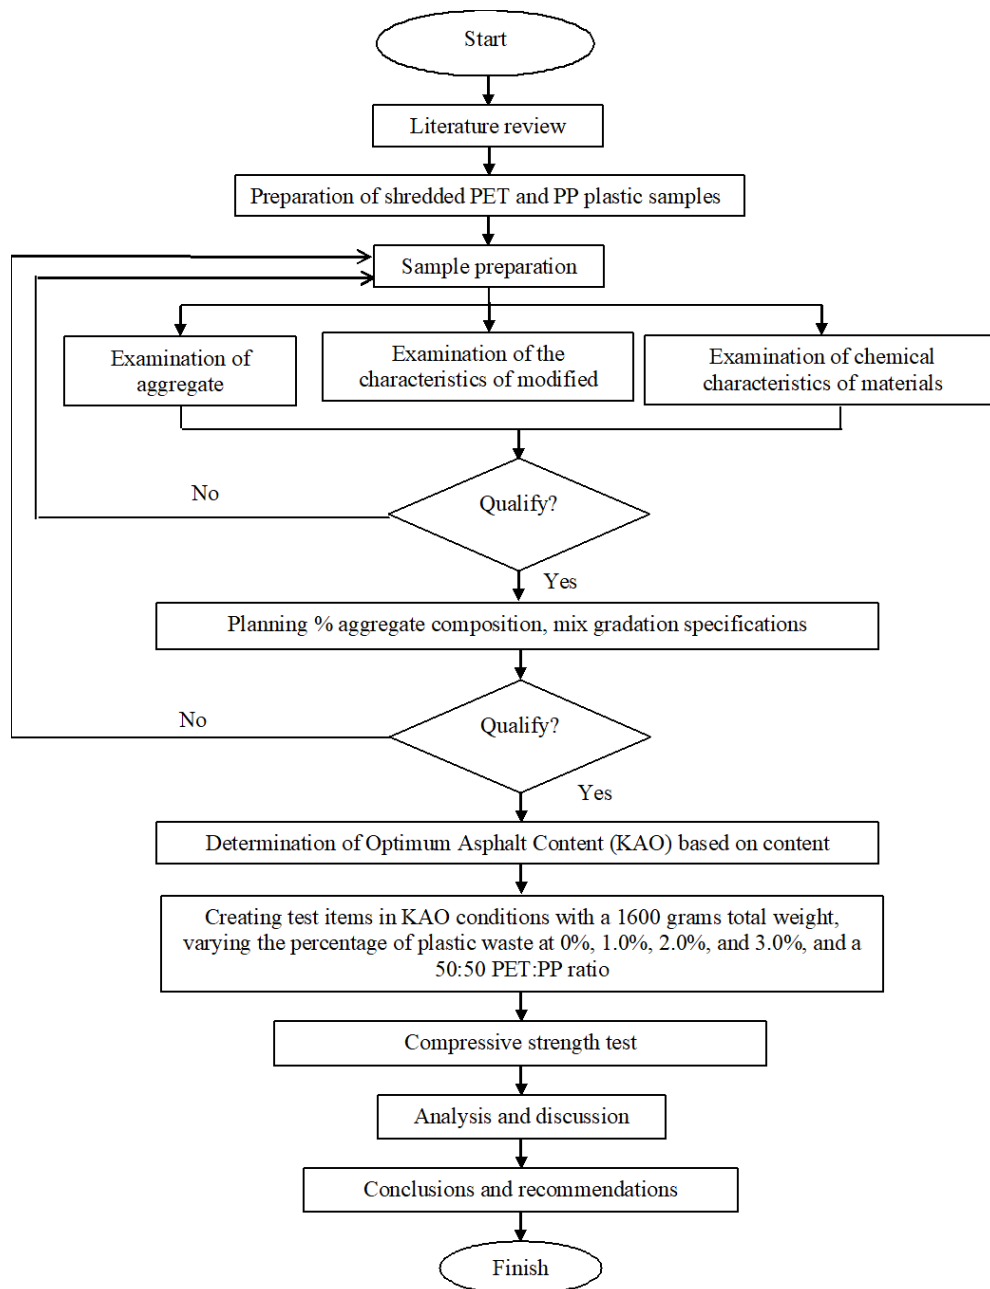 Start
Literature review
Preparation of shredded PET and PP plastic samples
Sample preparation
Examination of
aggregate
Examination of the
characteristics of modified
Examination of chemical
characteristics of materials
No
Qualify?
Yes
Planning % aggregate composition, mix gradation specifications
No
Qualify?
Yes
Determination of Optimum Asphalt Content (KAO) based on content
Creating test items in KAO conditions with a 1600 grams total weight,
varying the percentage of plastic waste at 0%, 1.0%, 2.0%, and 3.0%, and a
50:50 PET:PP ratio
Compressive strength test
Analysis and discussion
Conclusions and recommendations
Finish